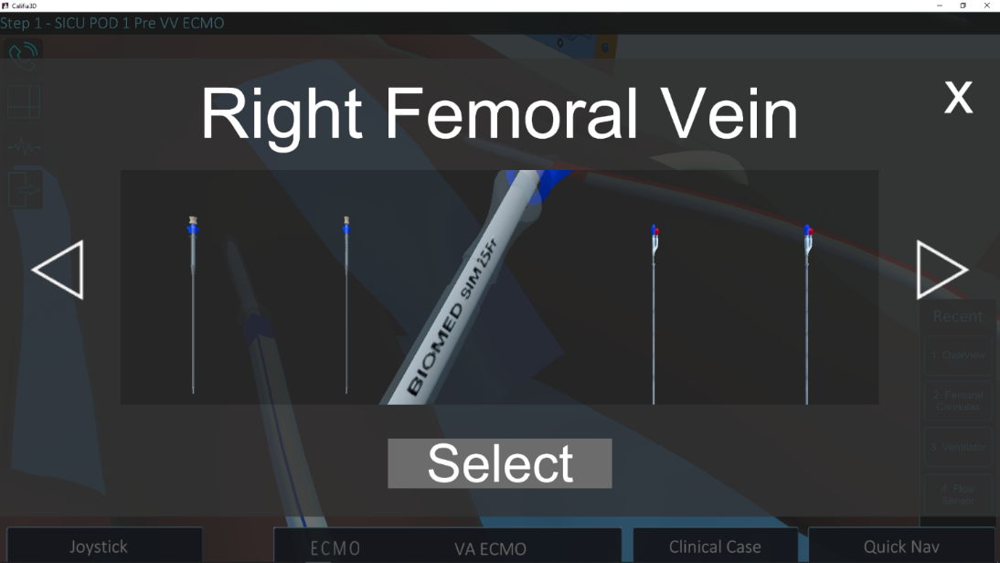 Califia3D
Step 1 - SICU POD 1 Pre VV ECMO
Right Femoral Vein
X
BIOMED SIM 25Fr
Select
Recent
1. Overview
2. Femoral
Cannulas
3. Ventilator
4. Flow
Sensor
Joystick
ECMO
VA ECMO
Clinical Case
Quick Nav